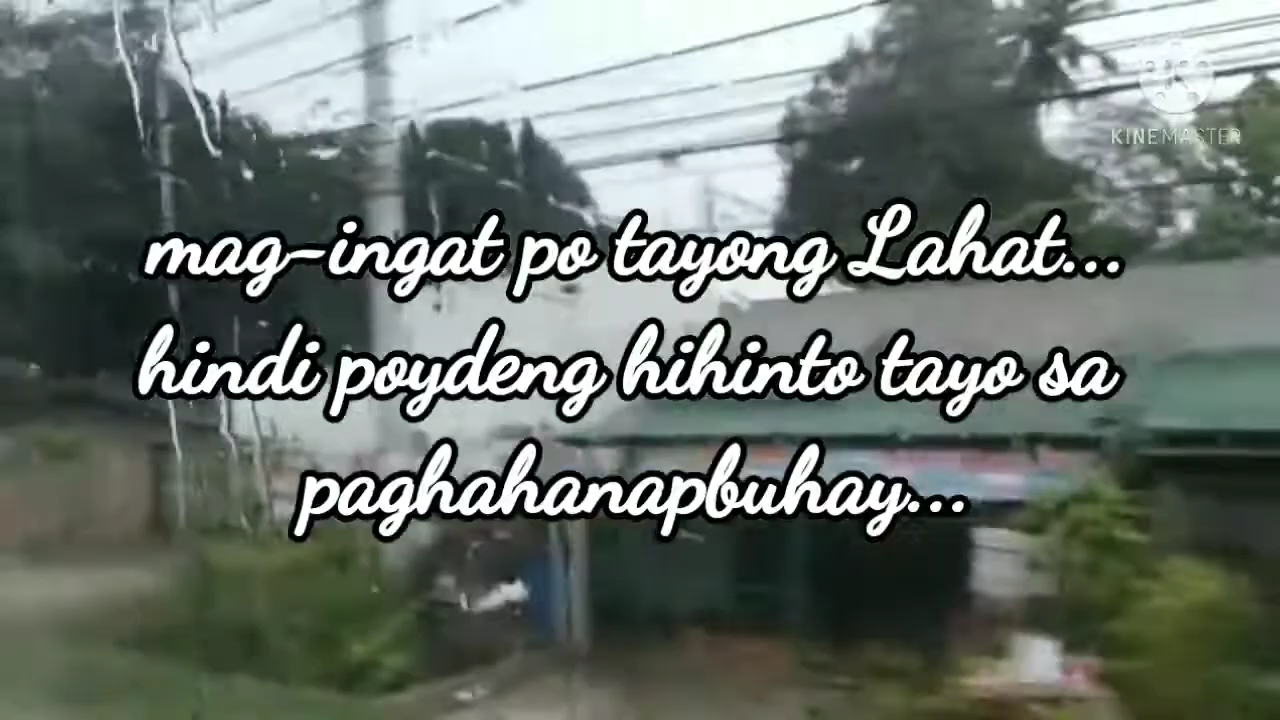 KINEMASTER
mag-ingat po tayong Lahat...
hindi poydeng hihinto tayo sa
paghahanapbuhay...